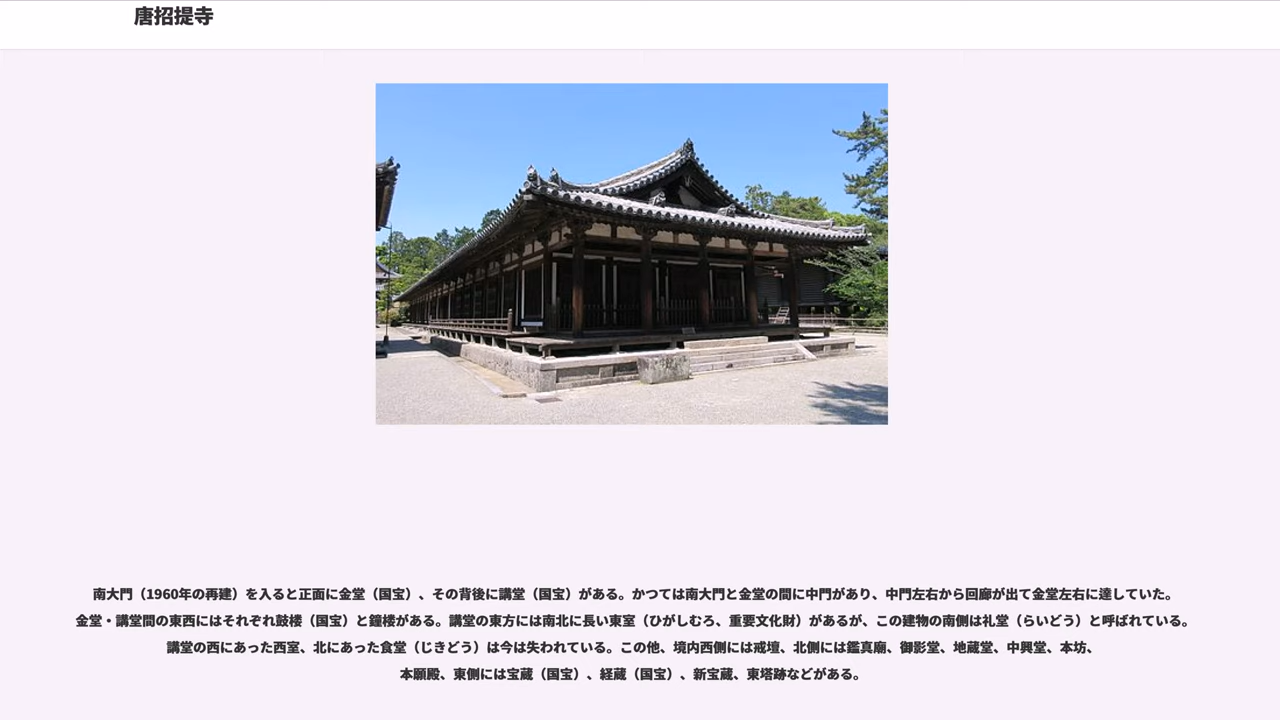 唐招提寺
南大門（1960年の再建）を入ると正面に金堂（国宝）、その背後に講堂（国宝）がある。かつては南大門と金堂の間に中門があり、中門左右から回廊が出て金堂左右に達していた。
金堂・講堂間の東西にはそれぞれ鼓楼（国宝）と鐘楼がある。講堂の東方には南北に長い東室（ひがしむろ、重要文化財）があるが、この建物の南側は礼堂（らいどう）と呼ばれている。
講堂の西にあった西室、北にあった食堂（じきどう）は今は失われている。この他、境内西側には戒壇、北側には鑑真廟、御影堂、地蔵堂、中興堂、本坊、
本願殿、東側には宝蔵（国宝）、経蔵（国宝）、新宝蔵、東塔跡などがある。